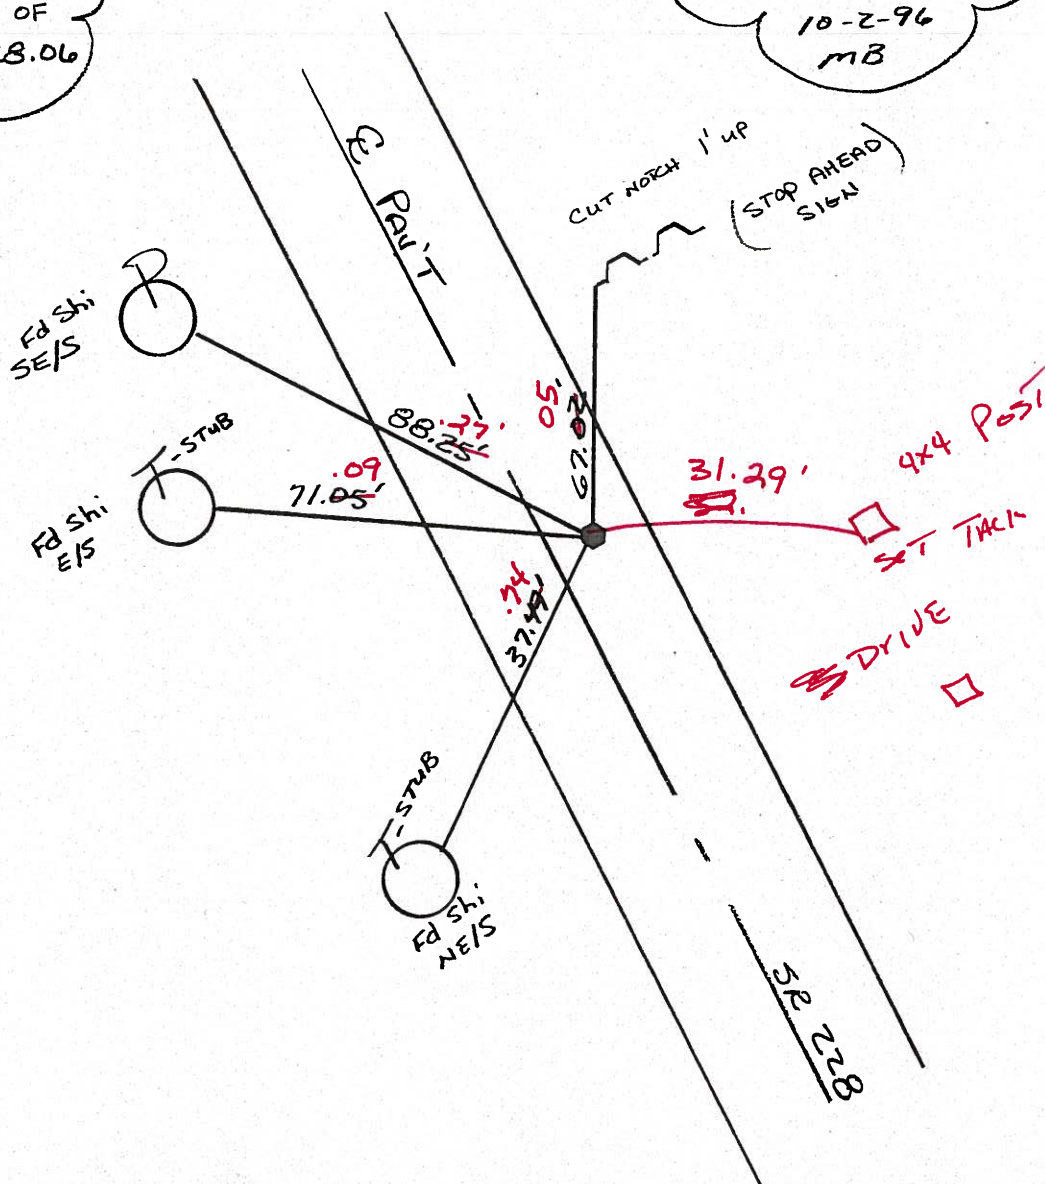 OF
8.06
10-2-96
MB
℄ PAV'T
CUT NOTCH 1' UP
(STOP AHEAD)
SIGN
Fd Shi
SE/S
88.25'
.27'
05'
67.02'
STUB
.09
71.05'
Fd Shi
E/S
31.29'
4x4 POST
SET TACK
.74
37.49'
DRIVE
STUB
Fd Shi
NE/S
SR 228